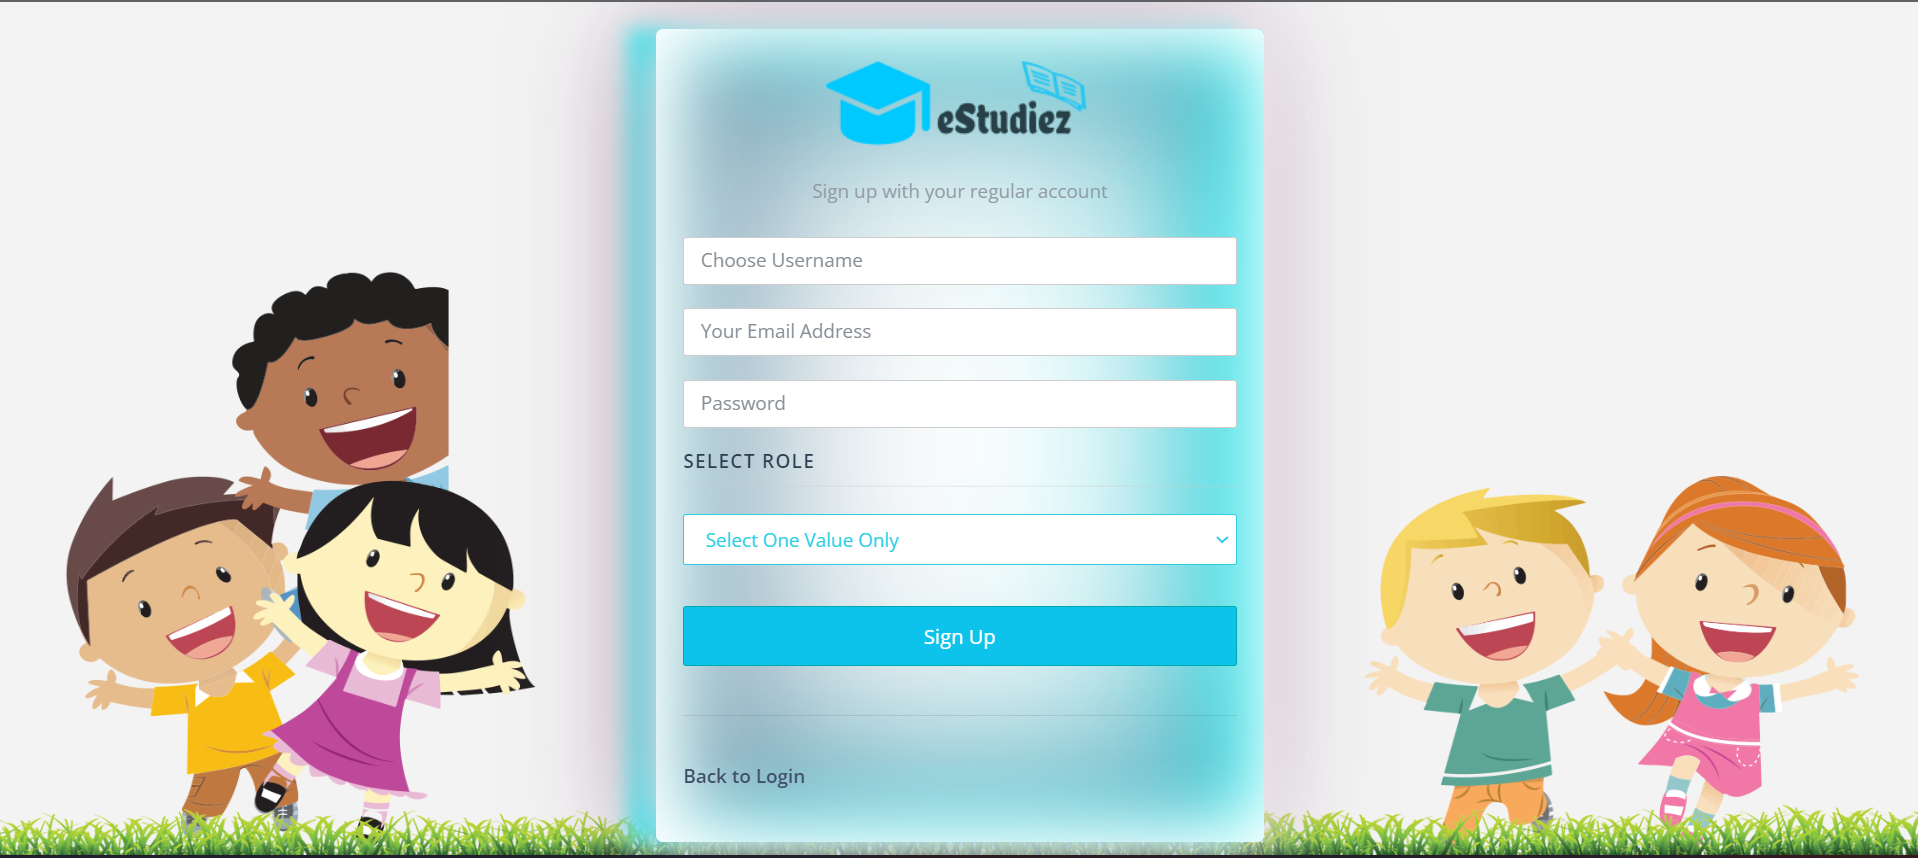 eStudiez
Sign up with your regular account
Choose Username
Your Email Address
Password
SELECT ROLE
Select One Value Only
Sign Up
Back to Login